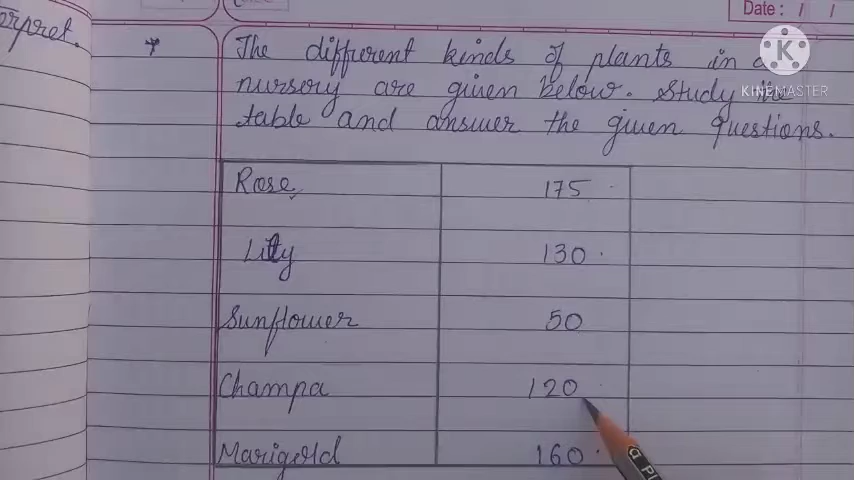 Date : / /
K
KINEMASTER
erpret.
The different kinds of plants in a
nursery are given below. Study the
table and answer the given questions.
Rose 175
Lily 130
Sunflower 50
Champa 120
Marigold 160